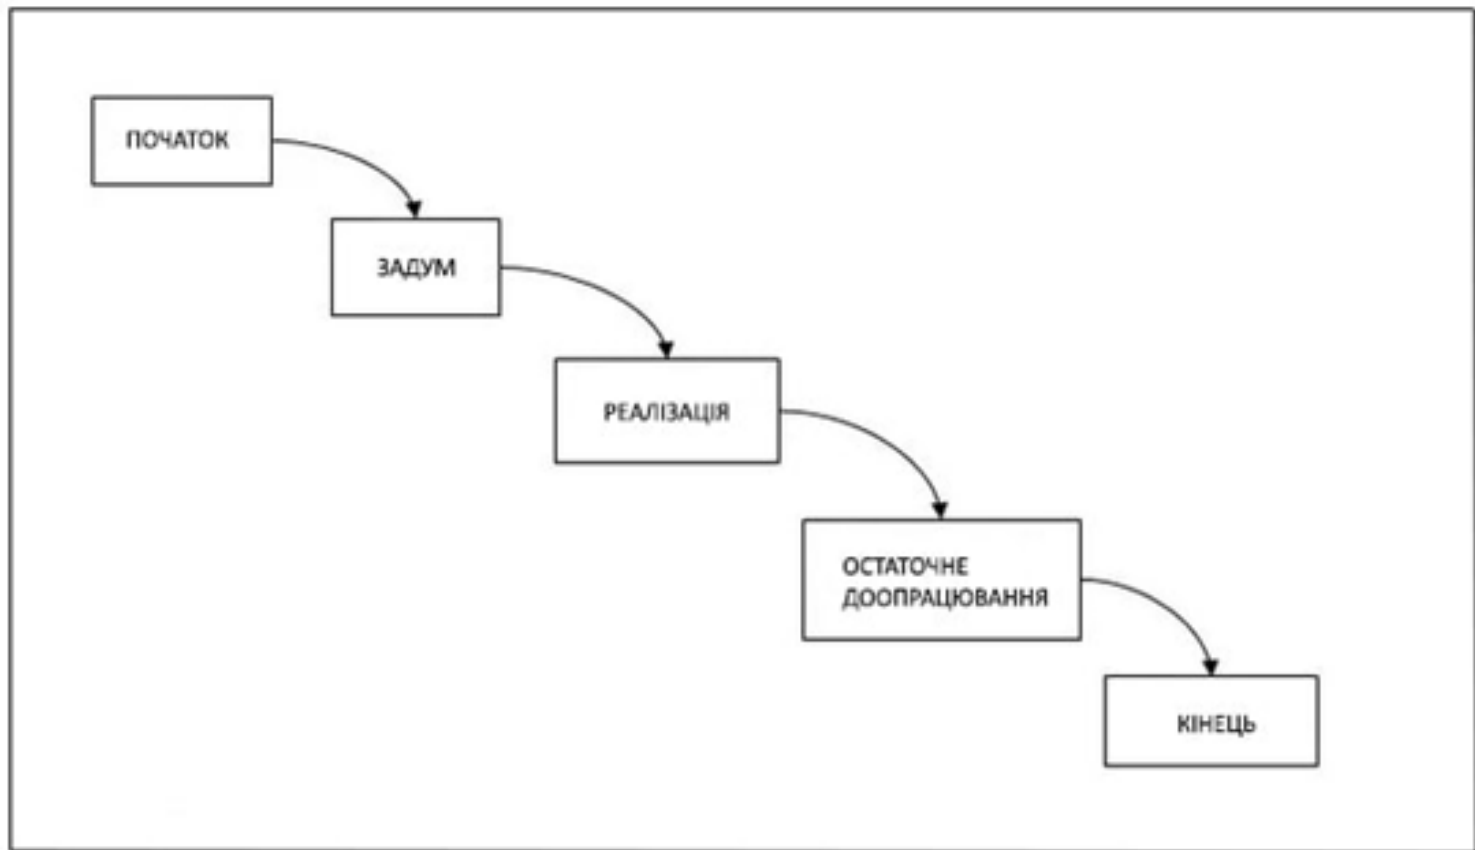 ПОЧАТОК
ЗАДУМ
РЕАЛІЗАЦІЯ
ОСТАТОЧНЕ
ДООПРАЦЮВАННЯ
КІНЕЦЬ